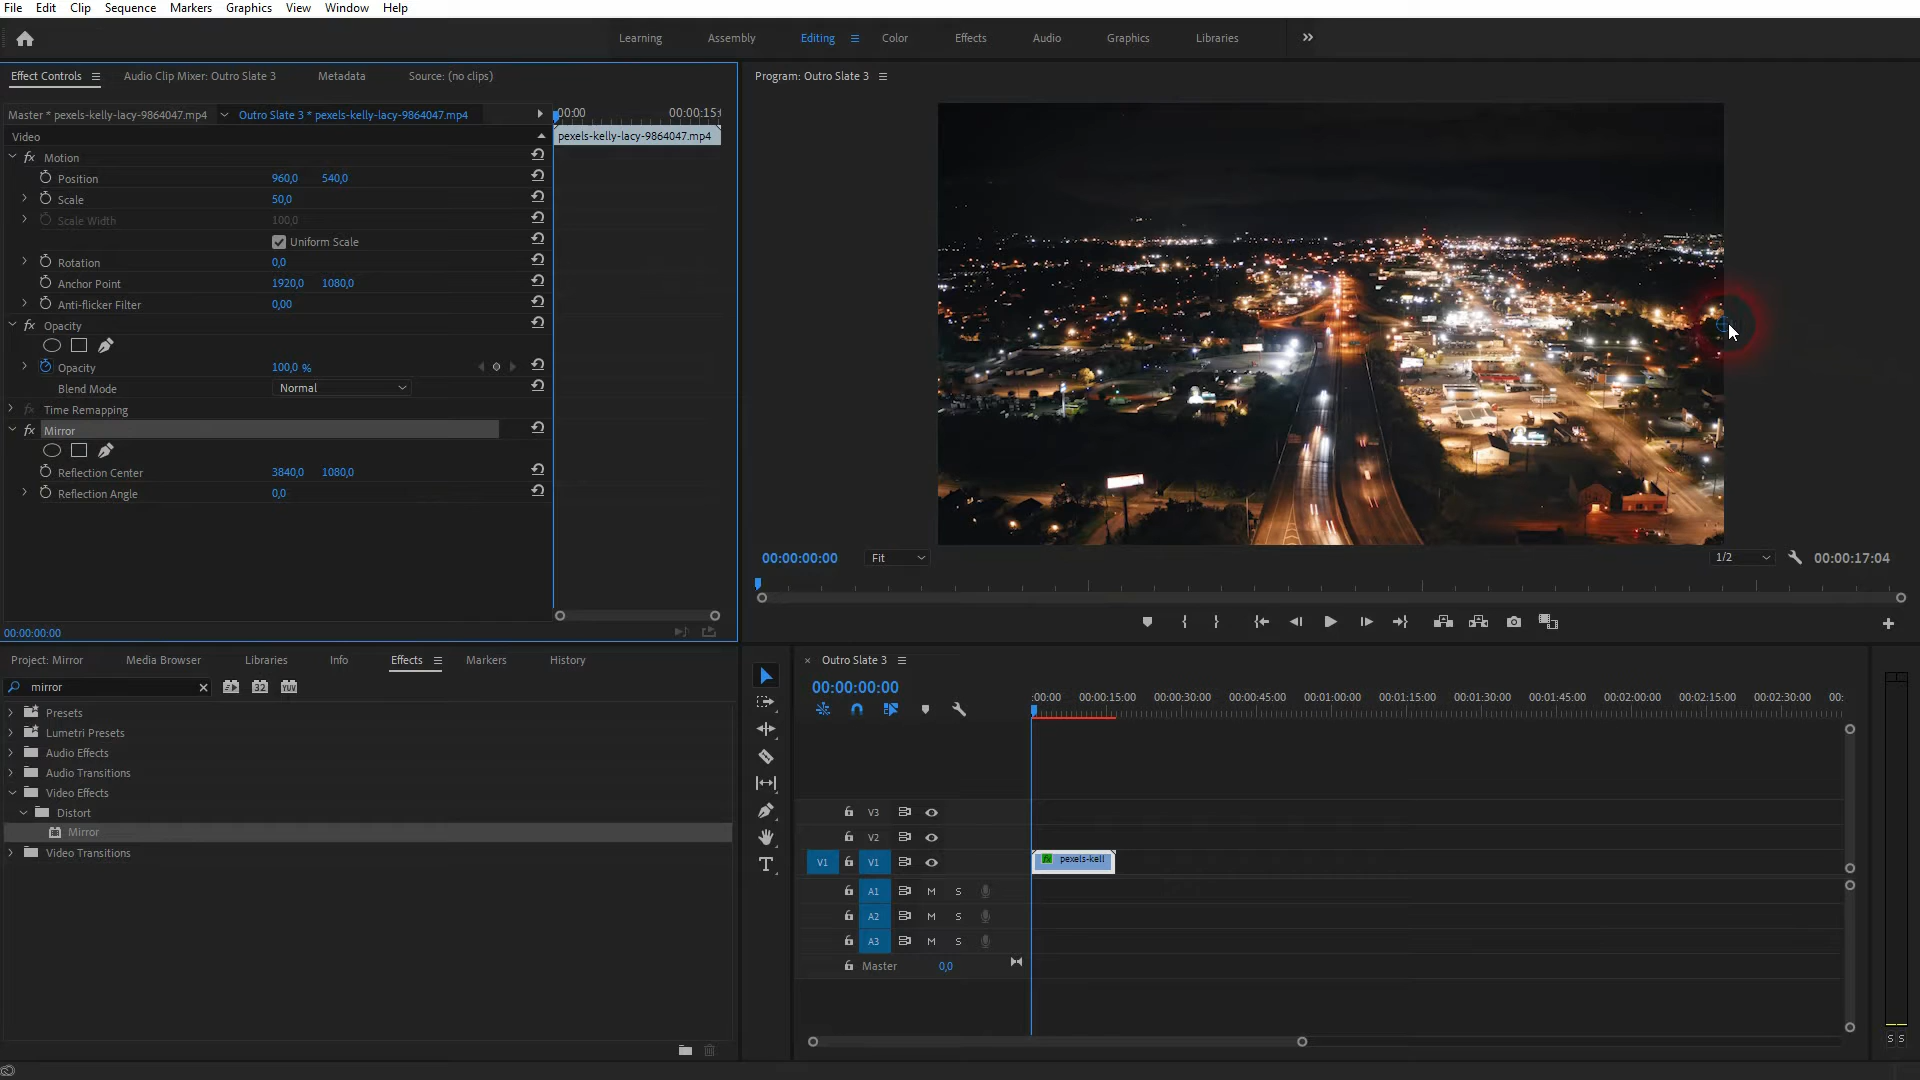 File Edit Clip Sequence Markers Graphics View Window Help
Learning Assembly Editing Color Effects Audio Graphics Libraries
Effect Controls Audio Clip Mixer: Outro Slate 3 Metadata Source: (no clips)
Master * pexels-kelly-lacy-9864047.mp4 Outro Slate 3 * pexels-kelly-lacy-9864047.mp4
:00:00 00:00:15:
Video
pexels-kelly-lacy-9864047.mp4
fx Motion
Position 960,0 540,0
Scale 50,0
Scale Width 100,0
Uniform Scale
Rotation 0,0
Anchor Point 1920,0 1080,0
Anti-flicker Filter 0,00
fx Opacity
Opacity 100,0 %
Blend Mode Normal
fx Time Remapping
fx Mirror
Reflection Center 3840,0 1080,0
Reflection Angle 0,0
00:00:00:00
Program: Outro Slate 3
00:00:00:00 Fit 1/2 00:00:17:04
Project: Mirror Media Browser Libraries Info Effects Markers History
mirror 32 YUV
Presets
Lumetri Presets
Audio Effects
Audio Transitions
Video Effects
Distort
Mirror
Video Transitions
× Outro Slate 3
00:00:00:00
:00:00 00:00:15:00 00:00:30:00 00:00:45:00 00:01:00:00 00:01:15:00 00:01:30:00 00:01:45:00 00:02:00:00 00:02:15:00 00:02:30:00 00:
V3
V2
V1 V1 fx pexels-kell
A1 M S
A2 M S
A3 M S
Master 0,0
S S